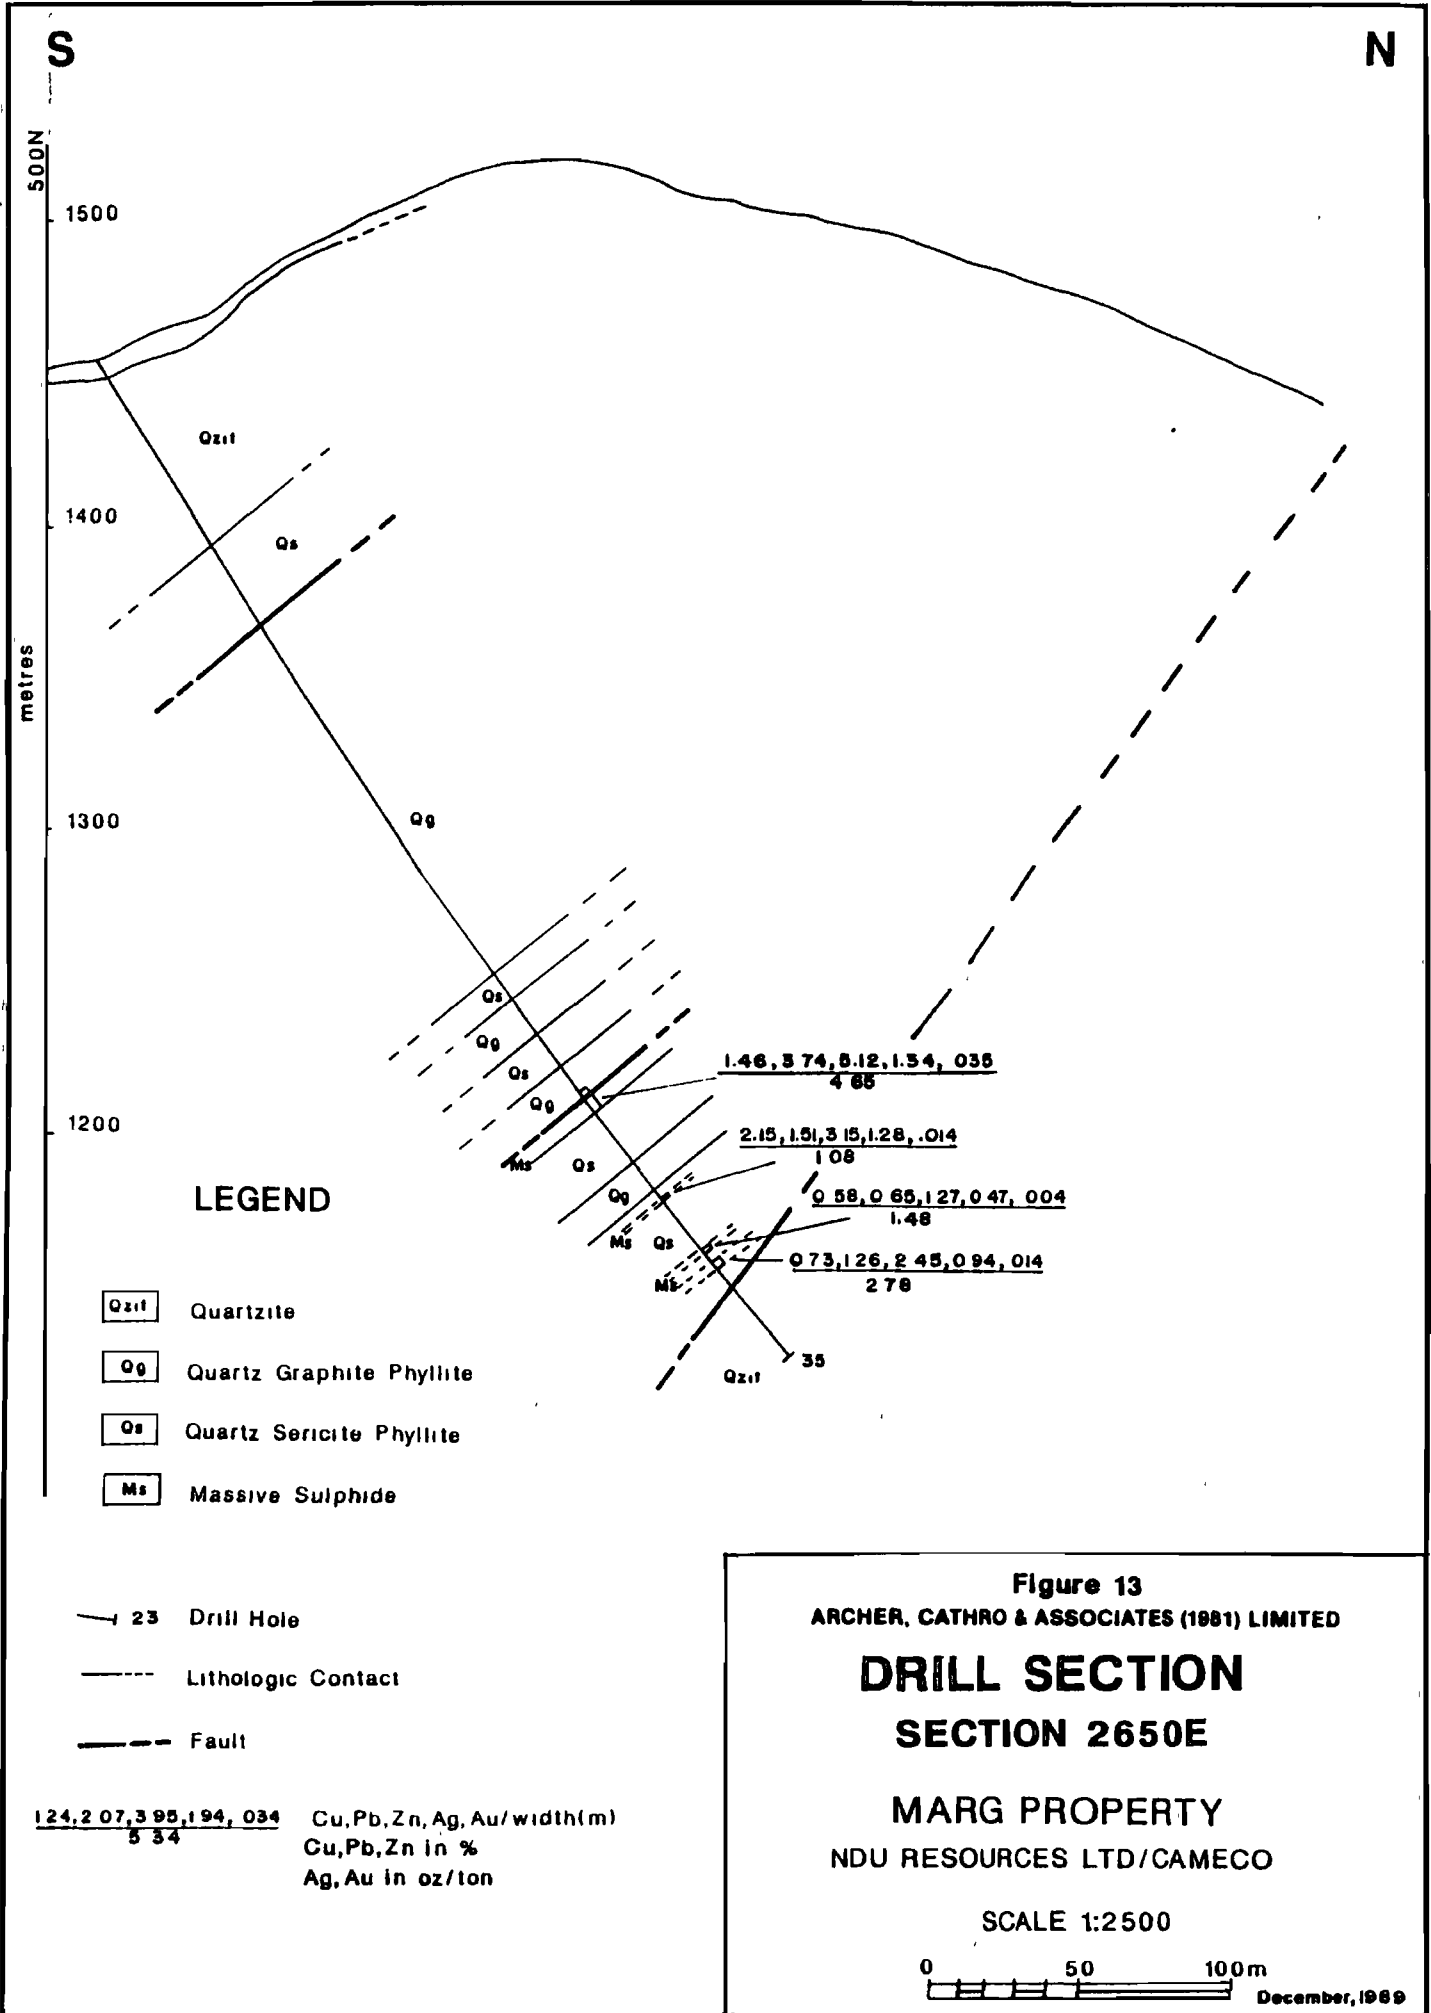 S
N
500N
1500
Qzit
1400
Qs
metres
1300
Qg
Qs
Qg
Qs
Qg
1.46,3 74,5.12,1.34, 035
4 65
1200
Ms
Qs
2.15,1.51,3 15,1.28, .014
1 08
Qg
0 58,0 65,1 27,0 47, 004
1.48
Ms
Qs
0 73,1 26,2 45,0 94, 014
2 78
Ms
35
Qzit
LEGEND
Qzit Quartzite
Qg Quartz Graphite Phyllite
Qs Quartz Sericite Phyllite
Ms Massive Sulphide
23 Drill Hole
Lithologic Contact
Fault
1 24,2 07,3 95,1 94, 034 Cu,Pb,Zn,Ag,Au/width(m)
5 34
Cu,Pb,Zn in %
Ag,Au in oz/ton
Figure 13
ARCHER, CATHRO & ASSOCIATES (1981) LIMITED
DRILL SECTION
SECTION 2650E
MARG PROPERTY
NDU RESOURCES LTD/CAMECO
SCALE 1:2500
0 50 100m
December, 1989